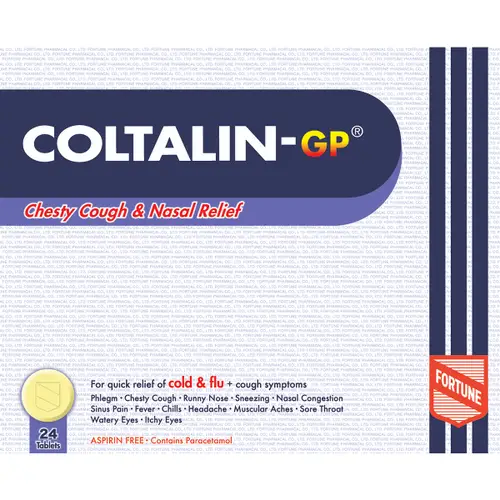 COLTALIN-GP®
Chesty Cough & Nasal Relief
For quick relief of cold & flu + cough symptoms
Phlegm • Chesty Cough • Runny Nose • Sneezing • Nasal Congestion
Sinus Pain • Fever • Chills • Headache • Muscular Aches • Sore Throat
Watery Eyes • Itchy Eyes
24
Tablets
ASPIRIN FREE • Contains Paracetamol
FORTUNE